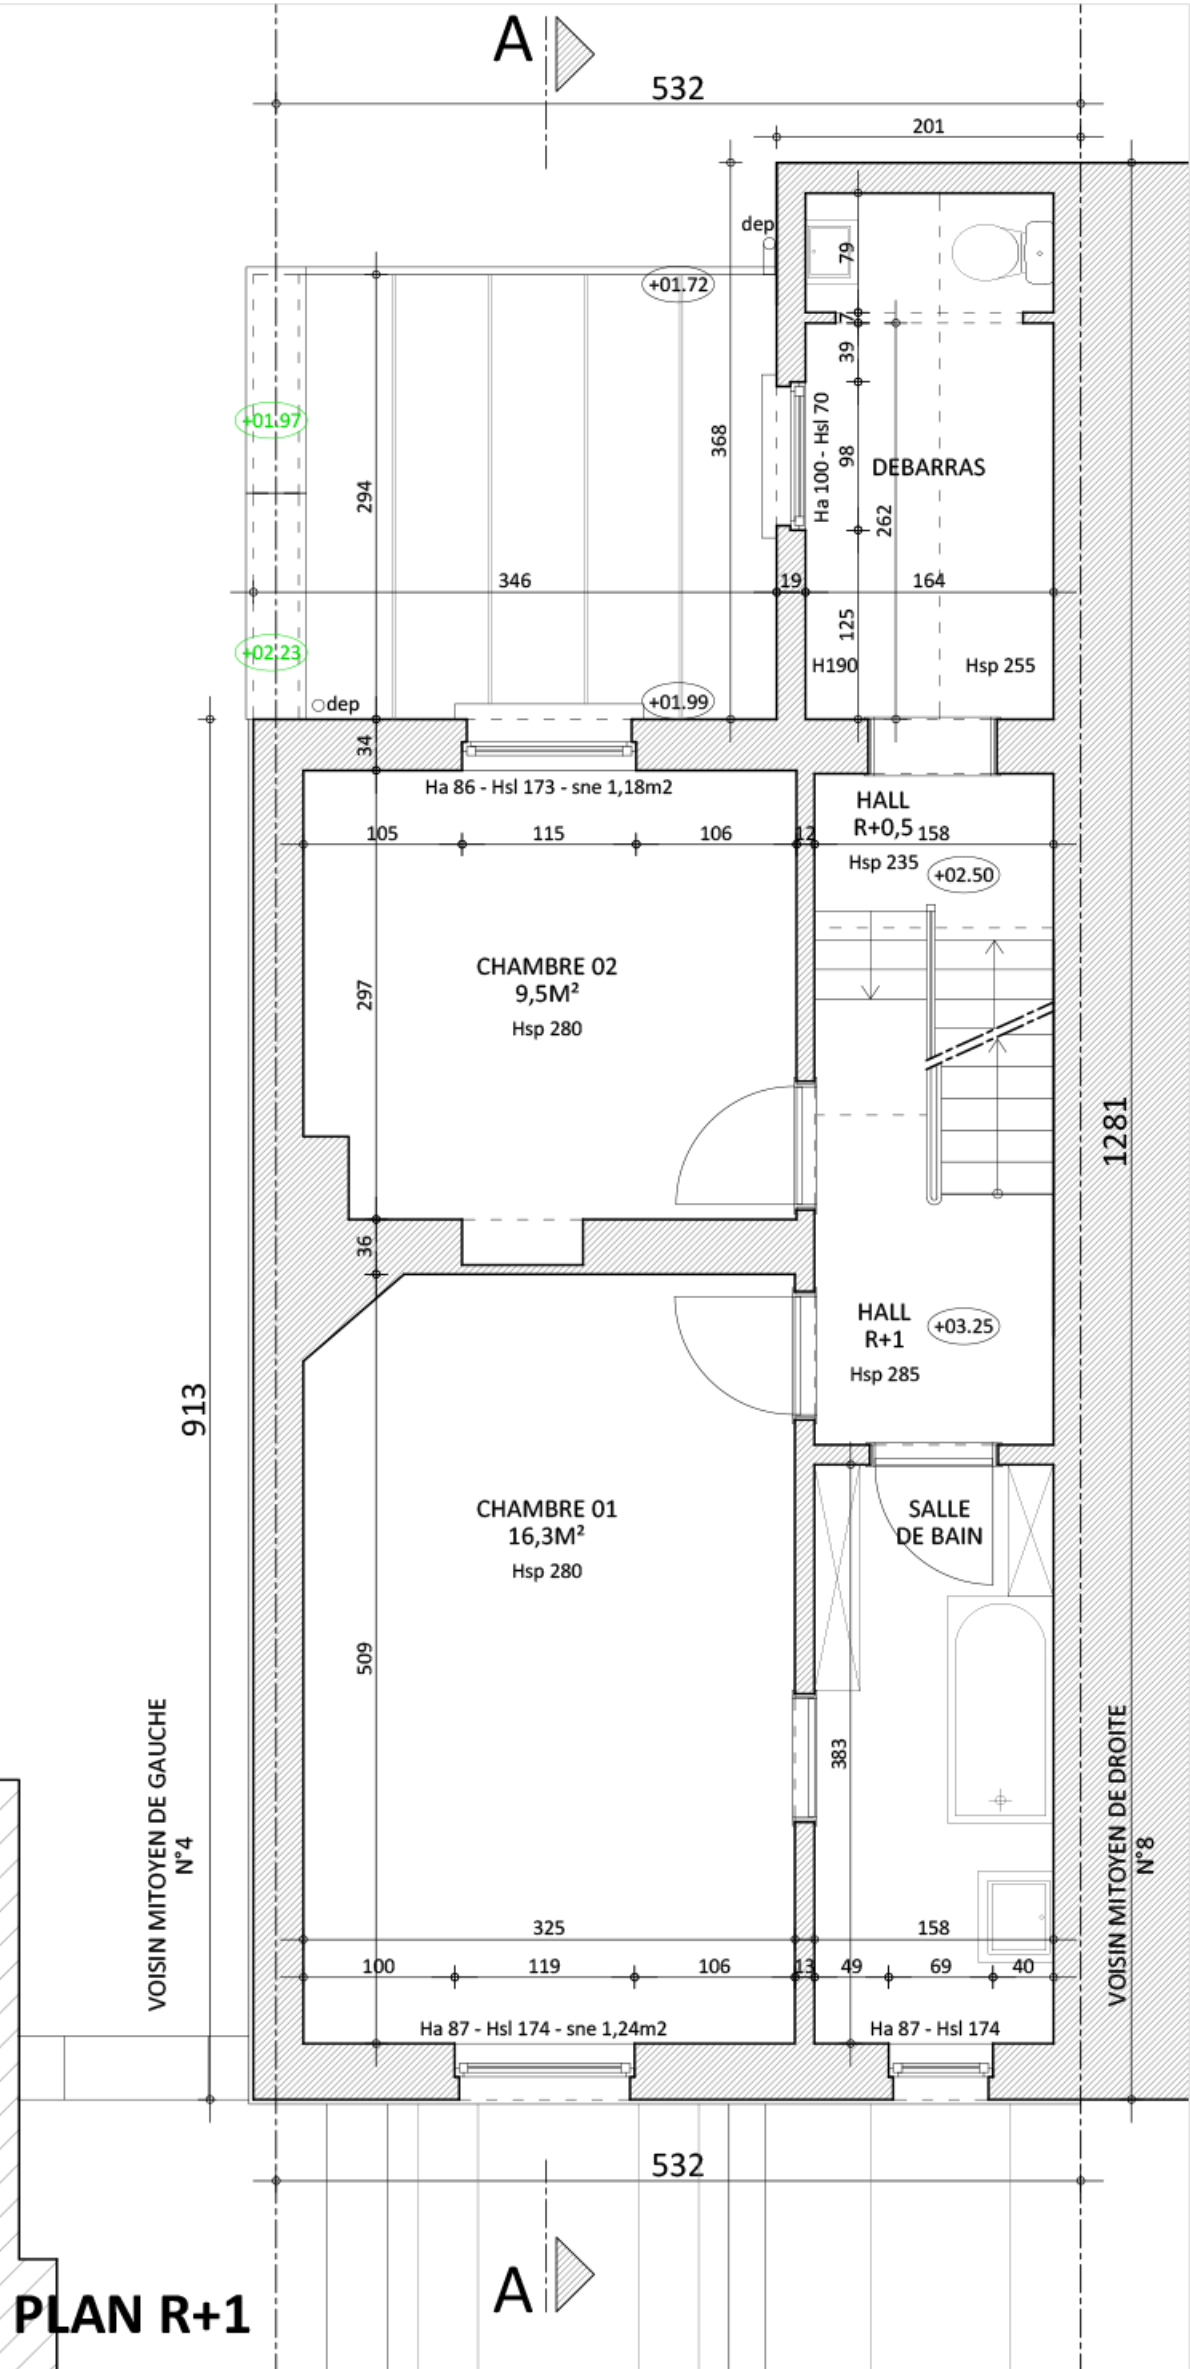 A
532
201
dep
79
+01.72
7
39
+01.97
Ha 100 - Hsl 70
368
98
DEBARRAS
294
262
346
19
164
125
+02.23
H190
Hsp 255
+01.99
dep
34
Ha 86 - Hsl 173 - sne 1,18m2
HALL
R+0,5
105
115
106
12
158
Hsp 235
+02.50
CHAMBRE 02
9,5M²
297
Hsp 280
1281
36
HALL
R+1
+03.25
Hsp 285
913
CHAMBRE 01
16,3M²
Hsp 280
SALLE
DE BAIN
509
383
VOISIN MITOYEN DE GAUCHE
N°4
VOISIN MITOYEN DE DROITE
N°8
325
158
100
119
106
13
49
69
40
Ha 87 - Hsl 174 - sne 1,24m2
Ha 87 - Hsl 174
532
A
PLAN R+1